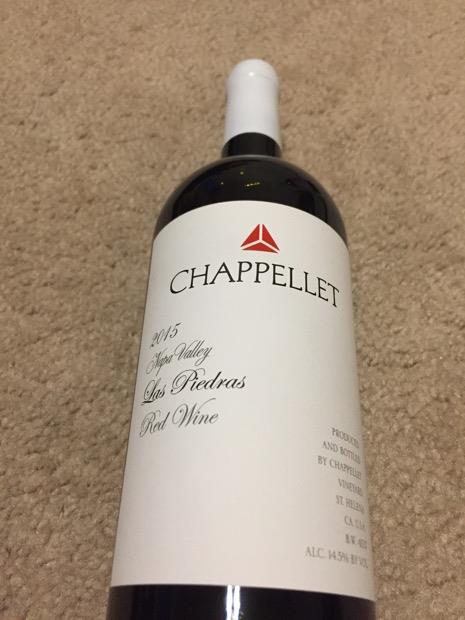 CHAPPELLET
2015
Napa Valley
Las Piedras
Red Wine
PRODUCED
AND BOTTLED
BY CHAPPELLET
VINEYARD
ST. HELENA
CA. U.S.A.
B.W.
ALC. 14.5% BY VOL.